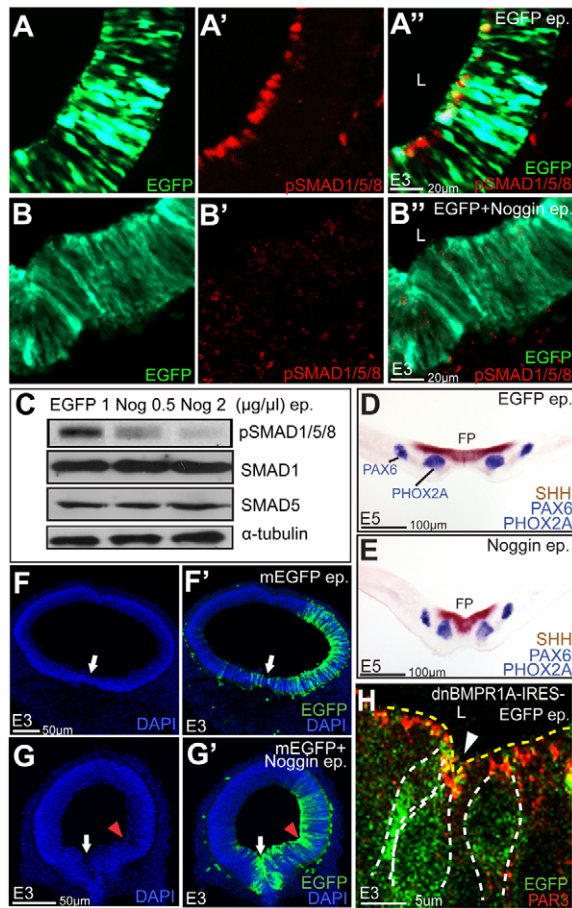 A
EGFP
A'
pSMAD1/5/8
A"
EGFP ep.
L
EGFP
pSMAD1/5/8
E3
20µm
B
EGFP
B'
pSMAD1/5/8
B"
EGFP+Noggin ep.
L
EGFP
pSMAD1/5/8
E3
20µm
C
EGFP 1 Nog 0.5 Nog 2 (µg/µl) ep.
pSMAD1/5/8
SMAD1
SMAD5
α-tubulin
D
EGFP ep.
FP
PAX6
PHOX2A
SHH
PAX6
PHOX2A
E5
100µm
E
Noggin ep.
FP
SHH
PAX6
PHOX2A
E5
100µm
F
E3
50µm
DAPI
F'
mEGFP ep.
EGFP
DAPI
G
E3
50µm
DAPI
G'
mEGFP+
Noggin ep.
EGFP
DAPI
H
dnBMPR1A-IRES-
EGFP ep.
L
E3
5µm
EGFP
PAR3